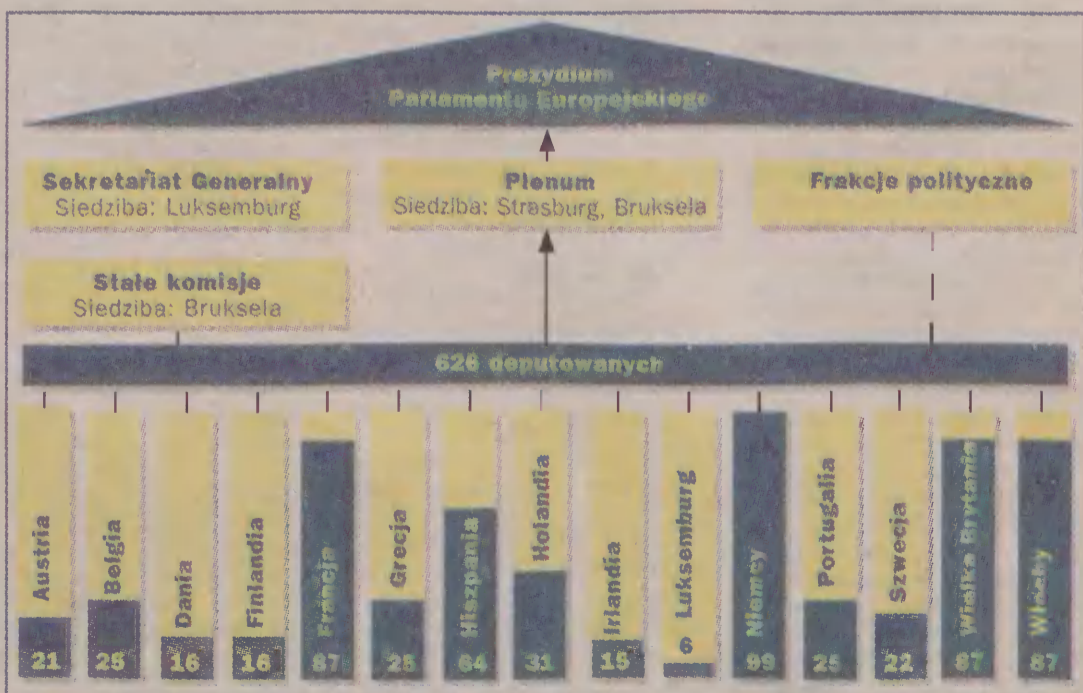 Prezydium
Parlamentu Europejskiego
Sekretariat Generalny
Siedziba: Luksemburg
Plenum
Siedziba: Strasburg, Bruksela
Frakcje polityczne
Stałe komisje
Siedziba: Bruksela
626 deputowanych
Austria
21
Belgia
25
Dania
16
Finlandia
16
Francja
87
Grecja
25
Hiszpania
64
Holandia
31
Irlandia
15
Luksemburg
6
Niemcy
99
Portugalia
25
Szwecja
22
Wielka Brytania
87
Włochy
87